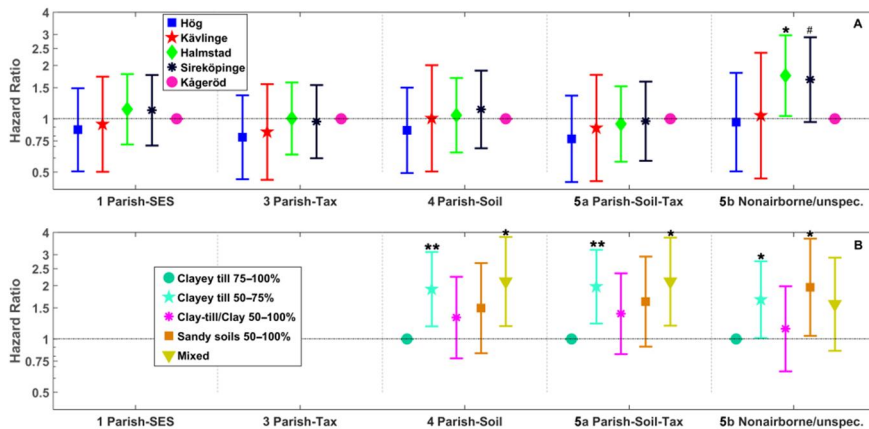 4
3
2.5
2
1.5
1
0.75
0.5
Hazard Ratio
Hög
Kävlinge
Halmstad
Sireköpinge
Kågeröd
* #
A
1 Parish-SES 3 Parish-Tax 4 Parish-Soil 5a Parish-Soil-Tax 5b Nonairborne/unspec.
4
3
2.5
2
1.5
1
0.75
0.5
Hazard Ratio
Clayey till 75–100%
Clayey till 50–75%
Clay-till/Clay 50–100%
Sandy soils 50–100%
Mixed
** * ** * * *
B
1 Parish-SES 3 Parish-Tax 4 Parish-Soil 5a Parish-Soil-Tax 5b Nonairborne/unspec.